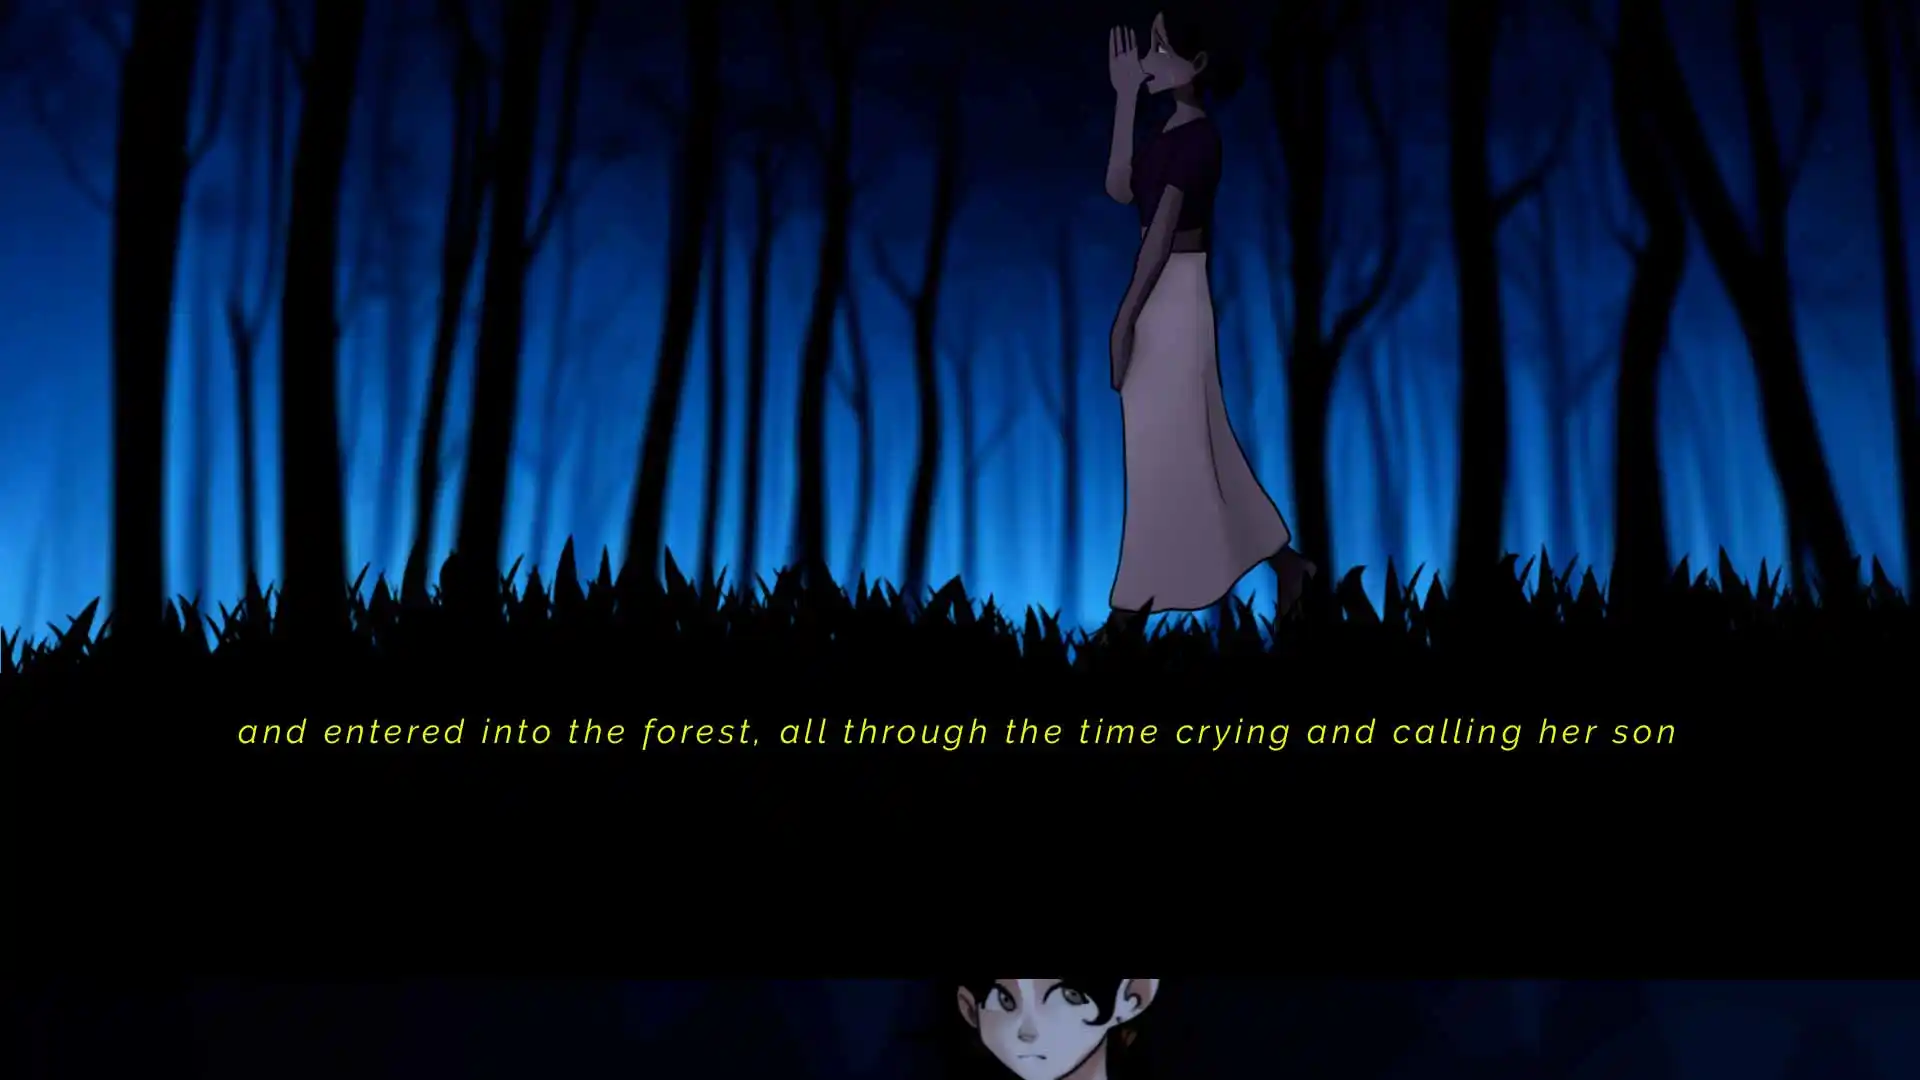 and entered into the forest, all through the time crying and calling her son